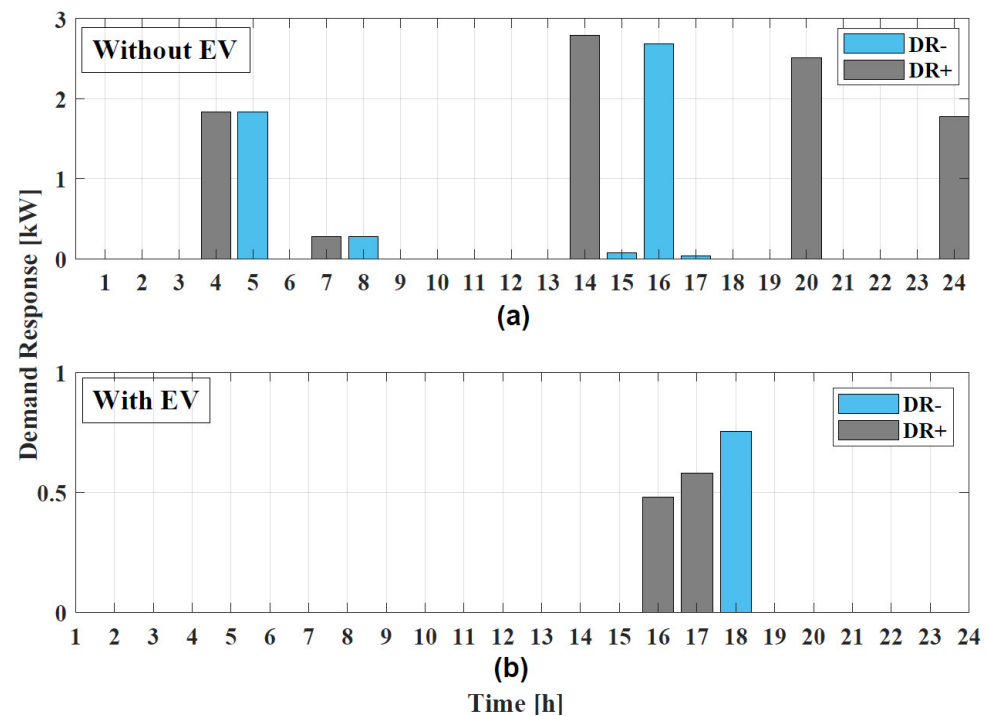 Demand Response [kW]
Without EV
DR-
DR+
3
2
1
0
1 2 3 4 5 6 7 8 9 10 11 12 13 14 15 16 17 18 19 20 21 22 23 24
(a)
With EV
DR-
DR+
1
0.5
0
1 2 3 4 5 6 7 8 9 10 11 12 13 14 15 16 17 18 19 20 21 22 23 24
(b)
Time [h]